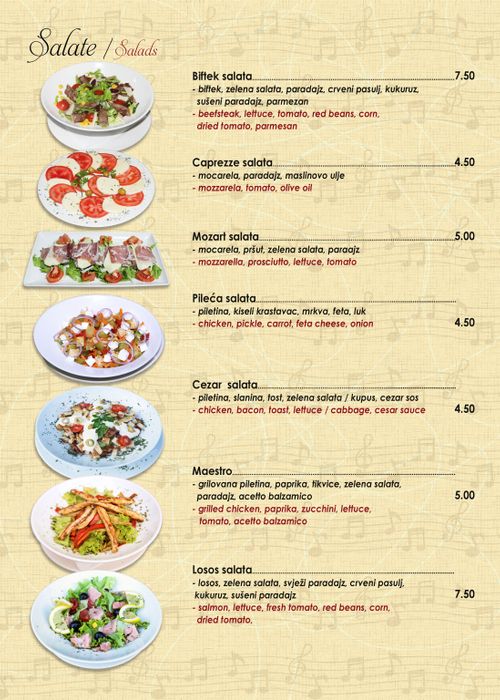 Salate / Salads
Biftek salata 7.50
- biftek, zelena salata, paradajz, crveni pasulj, kukuruz,
sušeni paradajz, parmezan
- beefsteak, lettuce, tomato, red beans, corn,
dried tomato, parmesan
Caprezze salata 4.50
- mocarela, paradajz, maslinovo ulje
- mozzarela, tomato, olive oil
Mozart salata 5.00
- mocarela, pršut, zelena salata, paraajz
- mozzarella, prosciutto, lettuce, tomato
Pileća salata
- piletina, kiseli krastavac, mrkva, feta, luk
- chicken, pickle, carrot, feta cheese, onion 4.50
Cezar salata
- piletina, slanina, tost, zelena salata / kupus, cezar sos
- chicken, bacon, toast, lettuce / cabbage, cesar sauce 4.50
Maestro
- grilovana piletina, paprika, tikvice, zelena salata,
paradajz, acetto balzamico 5.00
- grilled chicken, paprika, zucchini, lettuce,
tomato, acetto balzamico
Losos salata
- losos, zelena salata, svježi paradajz, crveni pasulj,
kukuruz, sušeni paradajz 7.50
- salmon, lettuce, fresh tomato, red beans, corn,
dried tomato,